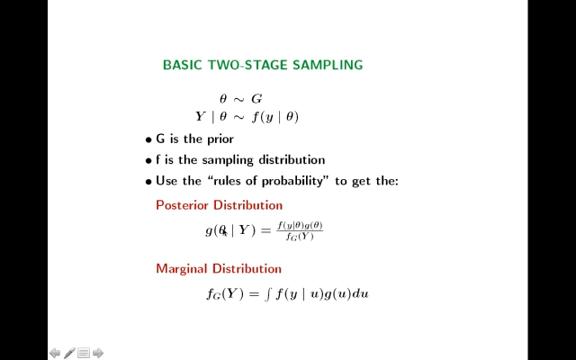 BASIC TWO-STAGE SAMPLING
θ ∼ G
Y | θ ∼ f(y | θ)
• G is the prior
• f is the sampling distribution
• Use the “rules of probability” to get the:
Posterior Distribution
g(θ | Y) = f(y|θ)g(θ) / f_G(Y)
Marginal Distribution
f_G(Y) = ∫ f(y | u)g(u)du